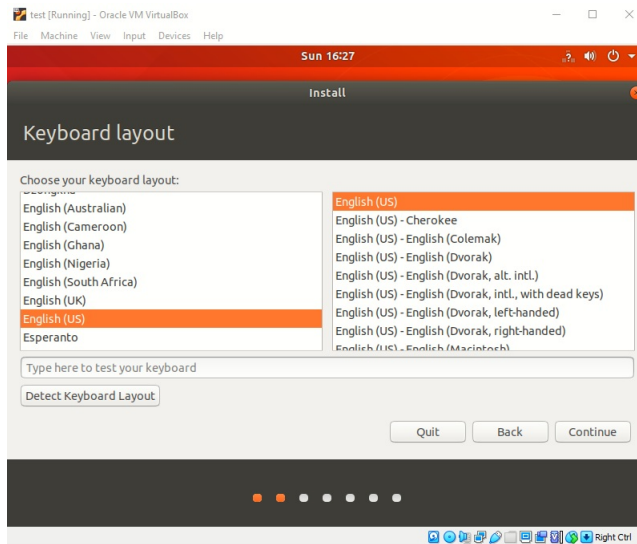 test [Running] - Oracle VM VirtualBox
File Machine View Input Devices Help
Sun 16:27
Install
Keyboard layout
Choose your keyboard layout:
English (Australian)
English (Cameroon)
English (Ghana)
English (Nigeria)
English (South Africa)
English (UK)
English (US)
Esperanto
English (US)
English (US) - Cherokee
English (US) - English (Colemak)
English (US) - English (Dvorak)
English (US) - English (Dvorak, alt. intl.)
English (US) - English (Dvorak, intl., with dead keys)
English (US) - English (Dvorak, left-handed)
English (US) - English (Dvorak, right-handed)
English (US) - English (Macintosh)
Type here to test your keyboard
Detect Keyboard Layout
Quit Back Continue
Right Ctrl